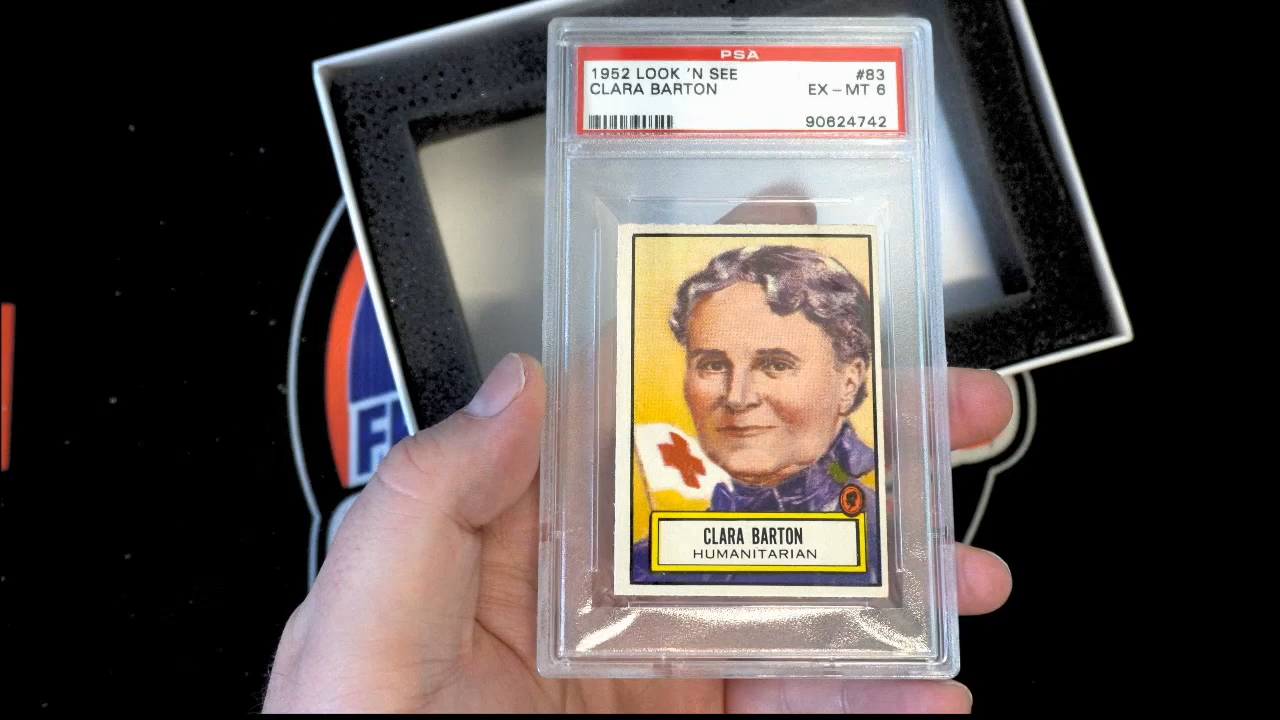 PSA
1952 LOOK 'N SEE #83
CLARA BARTON EX - MT 6
90624742
CLARA BARTON
HUMANITARIAN